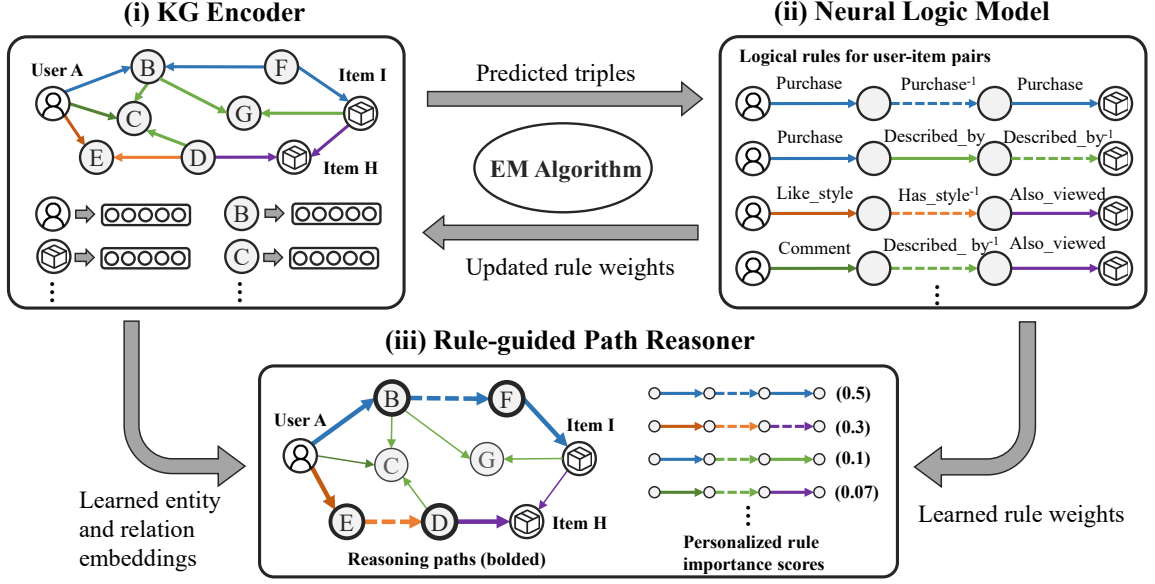 (i) KG Encoder
User A
B
F
Item I
C
G
E
D
Item H
B
C
Predicted triples
EM Algorithm
Updated rule weights
(ii) Neural Logic Model
Logical rules for user-item pairs
Purchase Purchase-1 Purchase
Purchase Described_by Described_by-1
Like_style Has_style-1 Also_viewed
Comment Described_ by-1 Also_viewed
(iii) Rule-guided Path Reasoner
User A
B
F
Item I
C
G
E
D
Item H
Reasoning paths (bolded)
(0.5)
(0.3)
(0.1)
(0.07)
Personalized rule
importance scores
Learned entity
and relation
embeddings
Learned rule weights